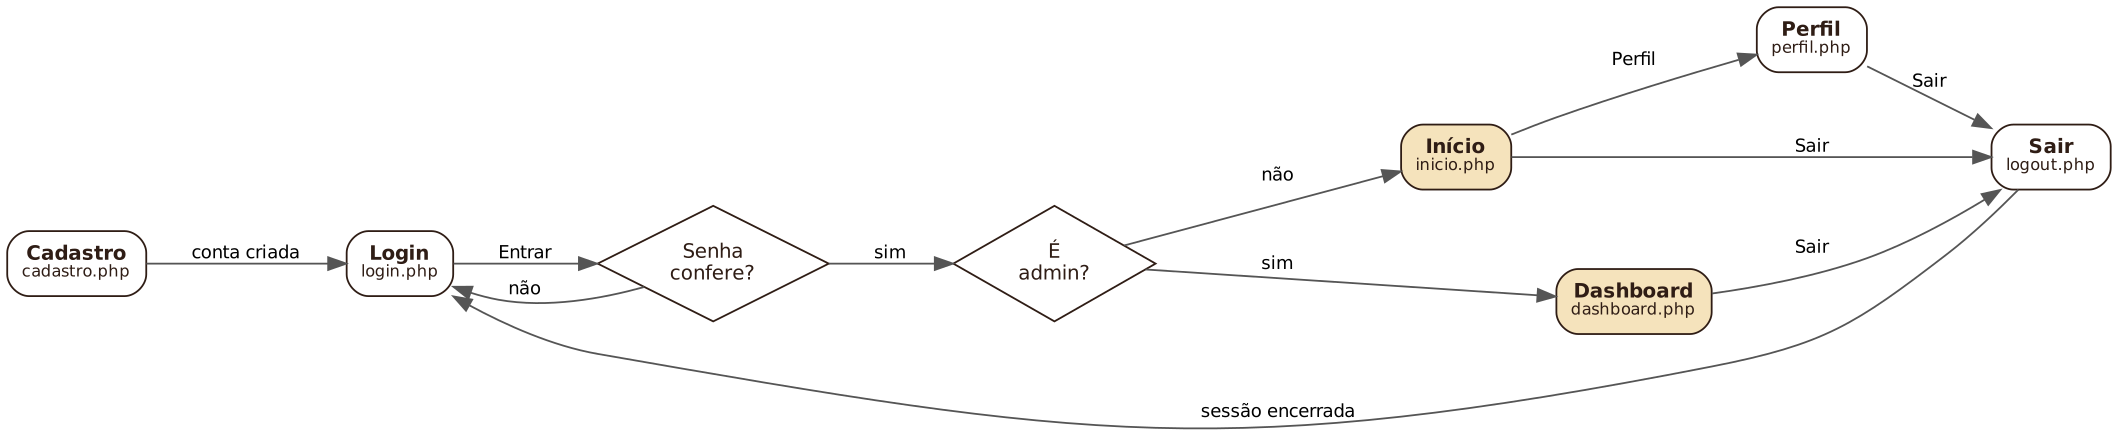 Cadastro
cadastro.php
conta criada
Login
login.php
Entrar
não
Senha
confere?
sim
É
admin?
não
sim
Início
inicio.php
Perfil
Perfil
perfil.php
Sair
Sair
Dashboard
dashboard.php
Sair
Sair
logout.php
sessão encerrada